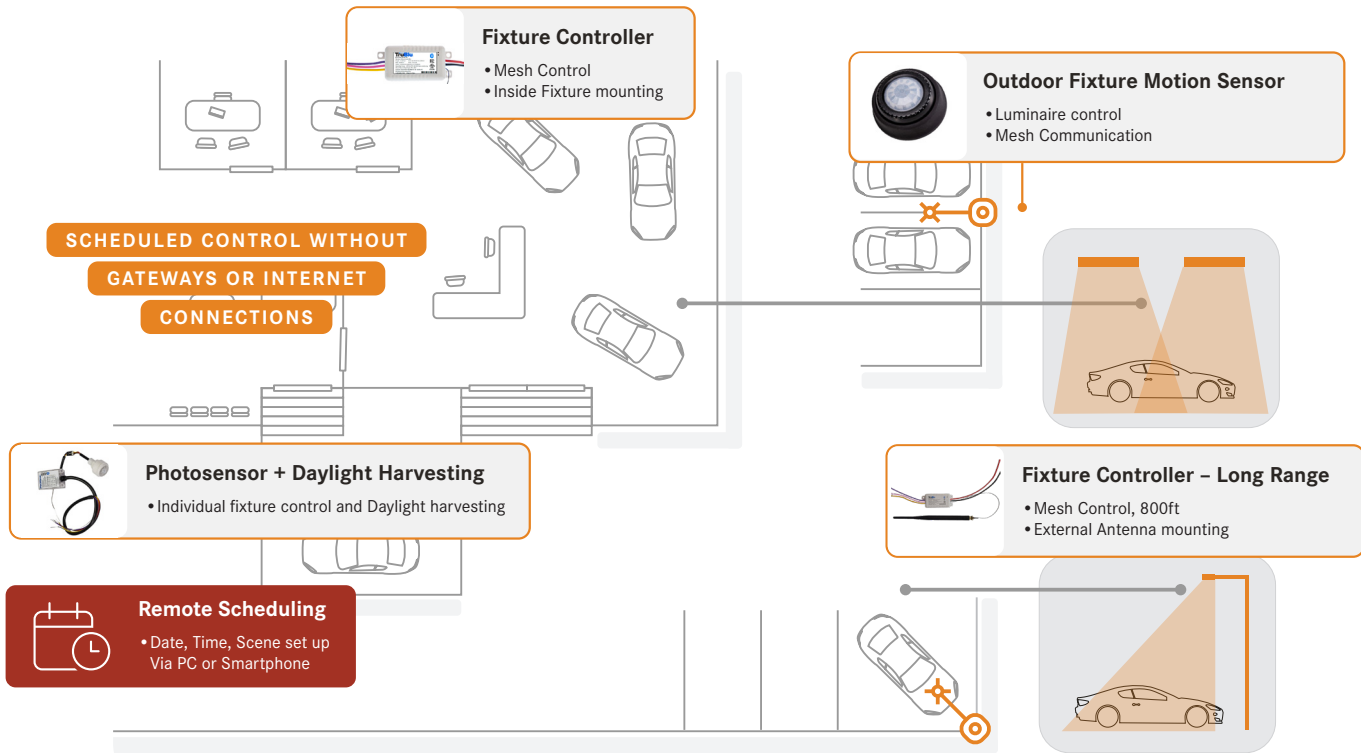 Fixture Controller
• Mesh Control
• Inside Fixture mounting
Outdoor Fixture Motion Sensor
• Luminaire control
• Mesh Communication
SCHEDULED CONTROL WITHOUT
GATEWAYS OR INTERNET
CONNECTIONS
Photosensor + Daylight Harvesting
• Individual fixture control and Daylight harvesting
Fixture Controller – Long Range
• Mesh Control, 800ft
• External Antenna mounting
Remote Scheduling
• Date, Time, Scene set up
Via PC or Smartphone